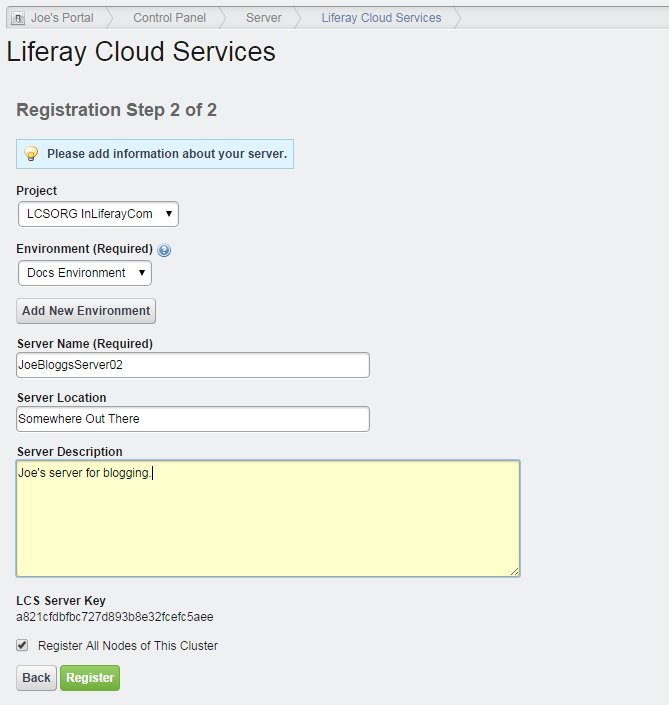 Joe's Portal Control Panel Server Liferay Cloud Services
Liferay Cloud Services
Registration Step 2 of 2
Please add information about your server.
Project
LCSORG InLiferayCom
Environment (Required)
Docs Environment
Add New Environment
Server Name (Required)
JoeBloggsServer02
Server Location
Somewhere Out There
Server Description
Joe's server for blogging.
LCS Server Key
a821cfdbfbc727d893b8e32fcefc5aee
Register All Nodes of This Cluster
Back Register